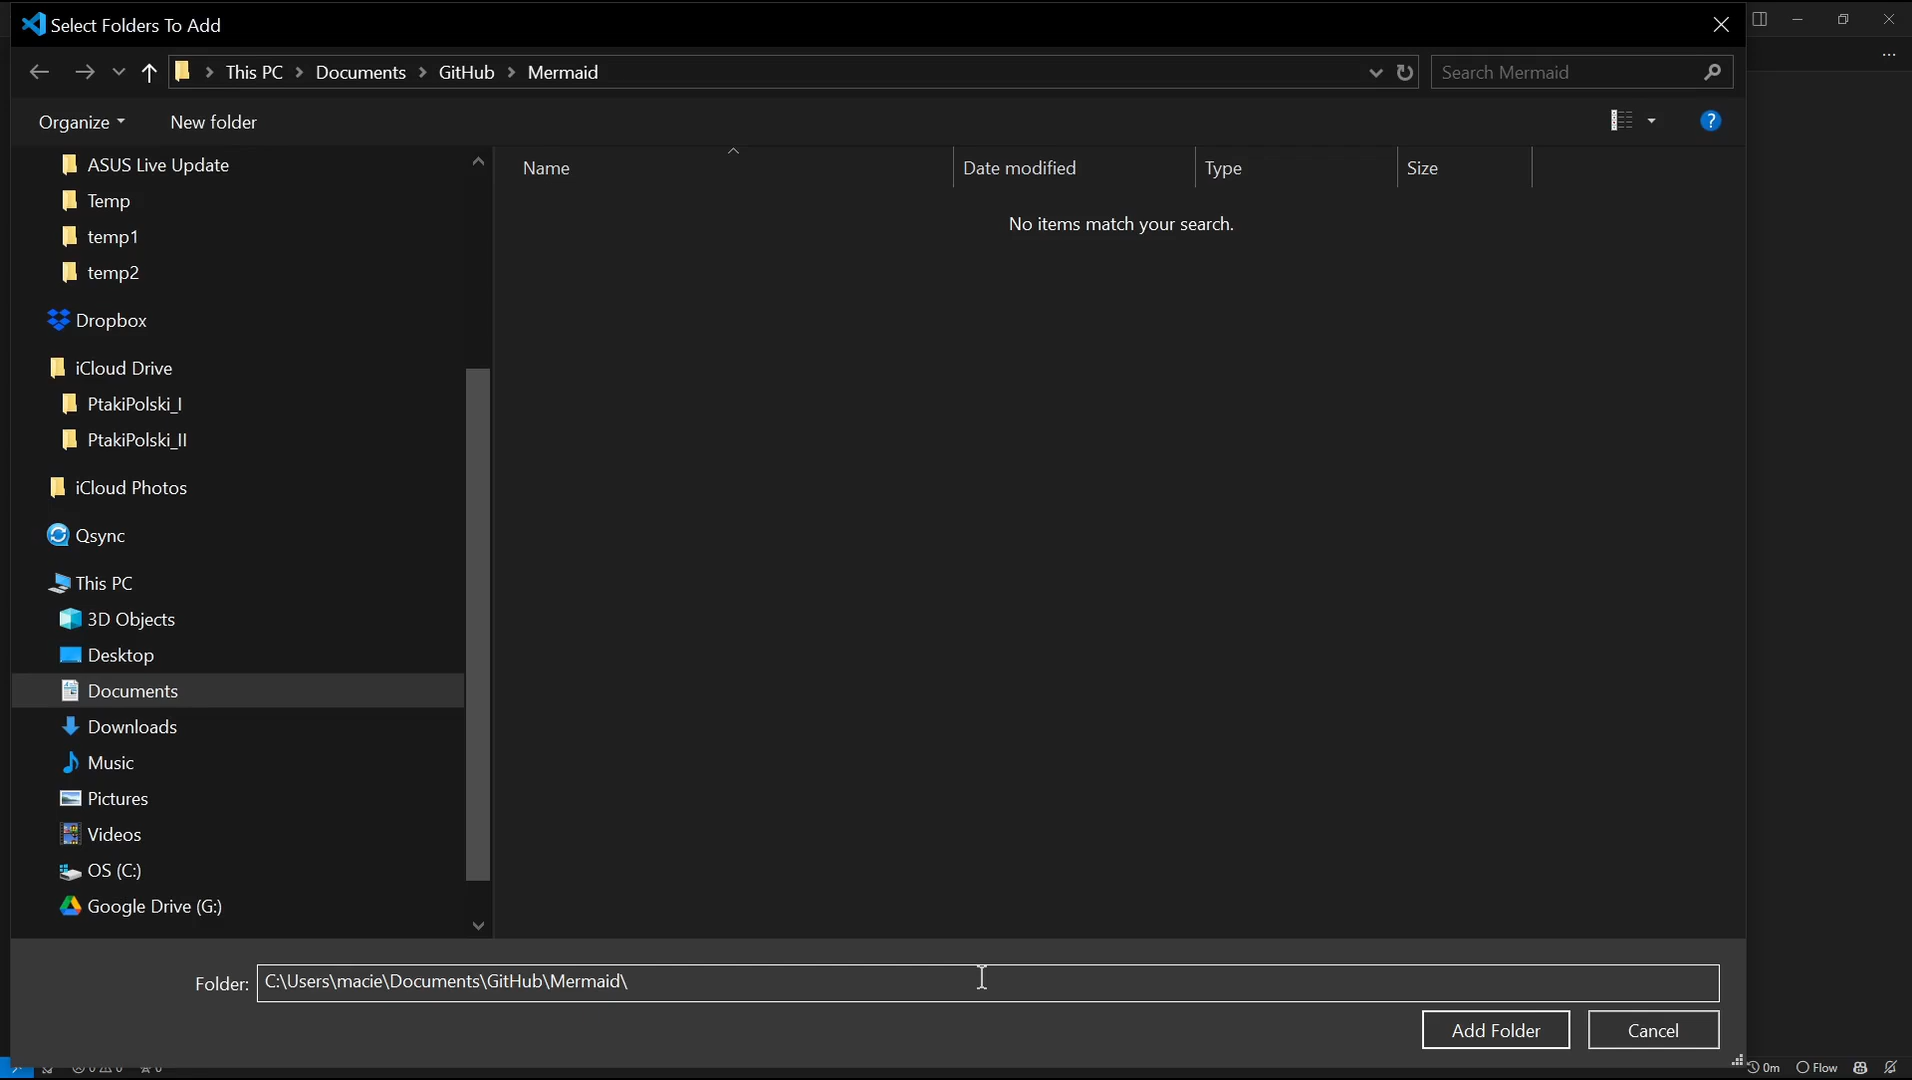 Select Folders To Add
This PC > Documents > GitHub > Mermaid
Search Mermaid
Organize
New folder
?
Name
Date modified
Type
Size
No items match your search.
ASUS Live Update
Temp
temp1
temp2
Dropbox
iCloud Drive
PtakiPolski_I
PtakiPolski_II
iCloud Photos
Qsync
This PC
3D Objects
Desktop
Documents
Downloads
Music
Pictures
Videos
OS (C:)
Google Drive (G:)
Folder: C:\Users\macie\Documents\GitHub\Mermaid\
Add Folder
Cancel
0m
Flow